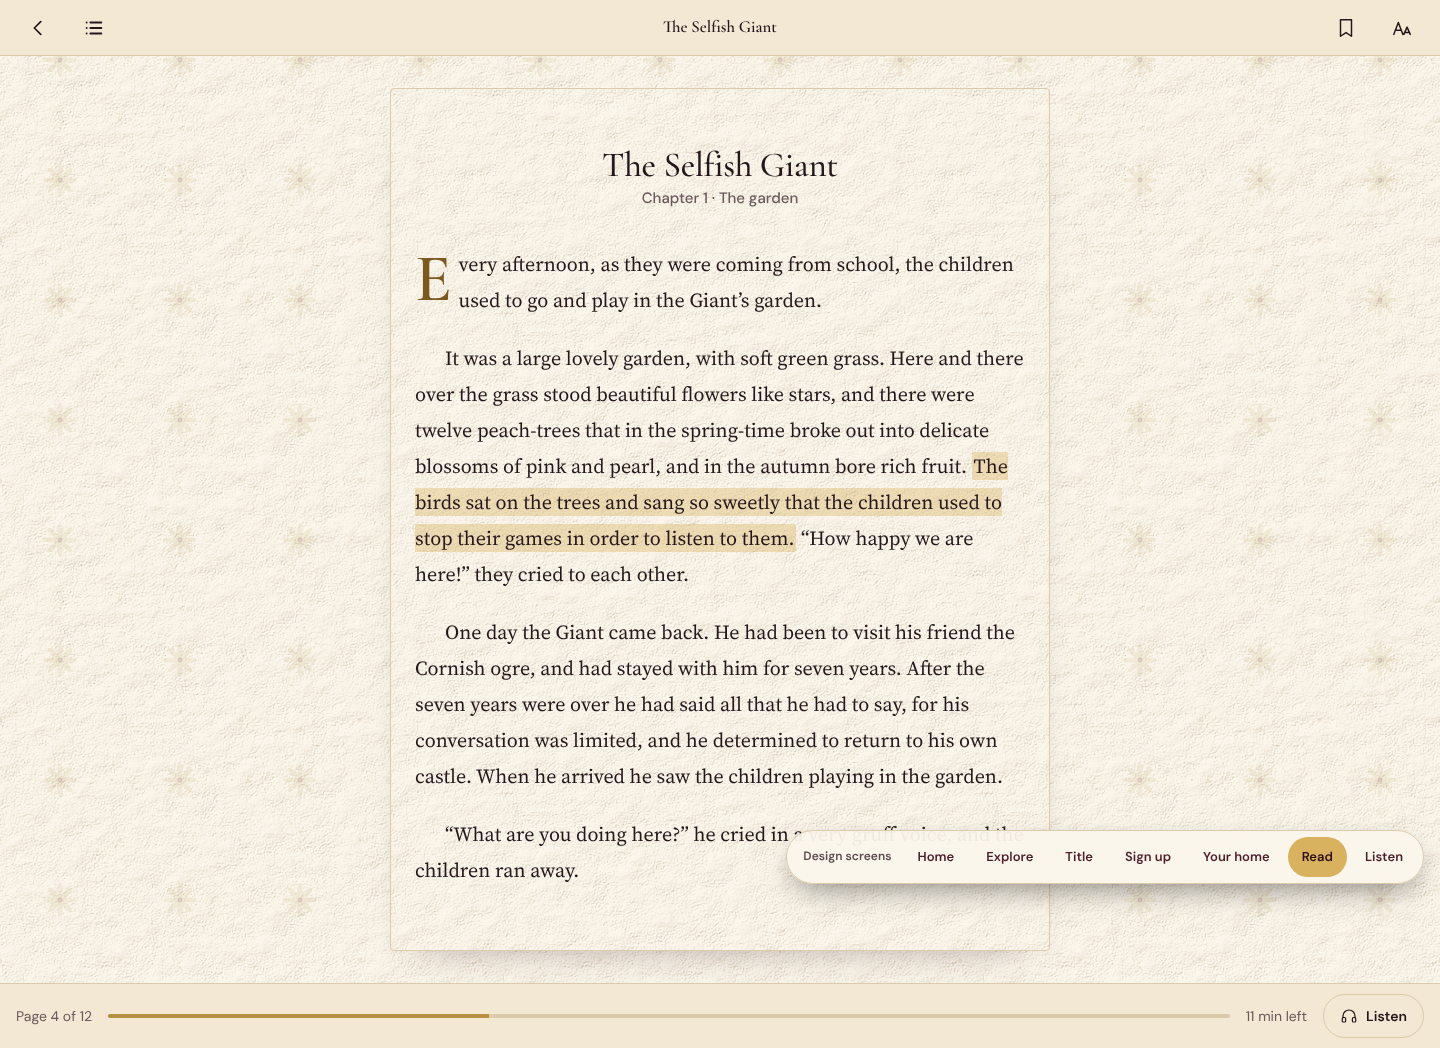 The Selfish Giant
AA
The Selfish Giant
Chapter 1 · The garden
Every afternoon, as they were coming from school, the children
used to go and play in the Giant’s garden.
It was a large lovely garden, with soft green grass. Here and there
over the grass stood beautiful flowers like stars, and there were
twelve peach-trees that in the spring-time broke out into delicate
blossoms of pink and pearl, and in the autumn bore rich fruit. The
birds sat on the trees and sang so sweetly that the children used to
stop their games in order to listen to them. “How happy we are
here!” they cried to each other.
One day the Giant came back. He had been to visit his friend the
Cornish ogre, and had stayed with him for seven years. After the
seven years were over he had said all that he had to say, for his
conversation was limited, and he determined to return to his own
castle. When he arrived he saw the children playing in the garden.
“What are you doing here?” he cried in a very gruff voice, and the
children ran away.
Design screens Home Explore Title Sign up Your home Read Listen
Page 4 of 12 11 min left Listen